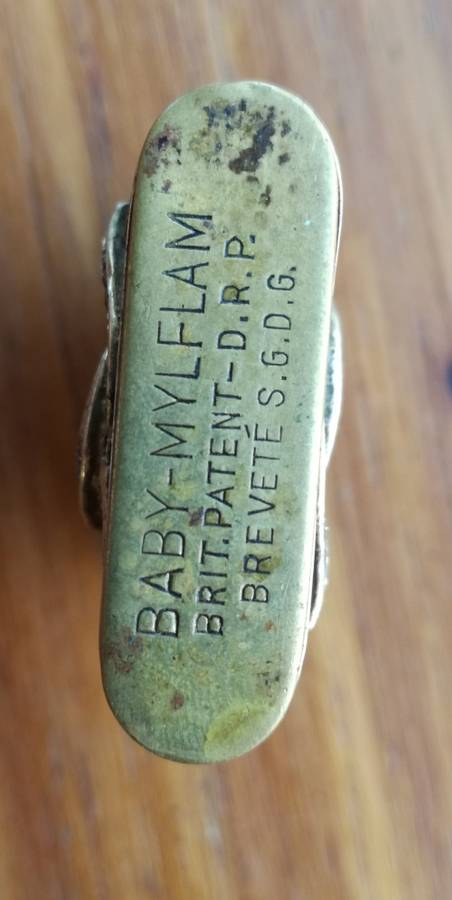 BABY-MYLFLAM
BRIT.PATENT-D.R.P.
BREVETÉ S.G.D.G.